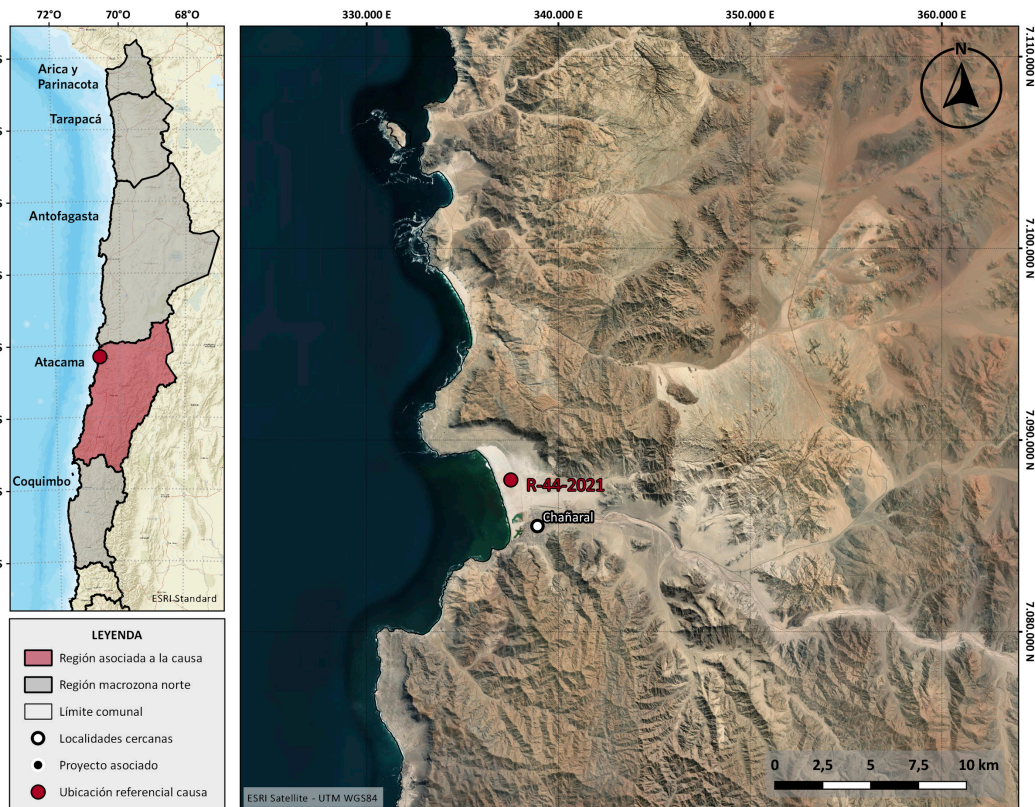 72°O
70°O
68°O
Arica y
Parinacota
Tarapacá
Antofagasta
Atacama
Coquimbo
ESRI Standard
LEYENDA
Región asociada a la causa
Región macrozona norte
Límite comunal
Localidades cercanas
Proyecto asociado
Ubicación referencial causa
330.000 E
340.000 E
350.000 E
360.000 E
N
7.110.000 N
7.100.000 N
7.090.000 N
7.080.000 N
R-44-2021
Chañaral
0 2,5 5 7,5 10 km
ESRI Satellite - UTM WGS84